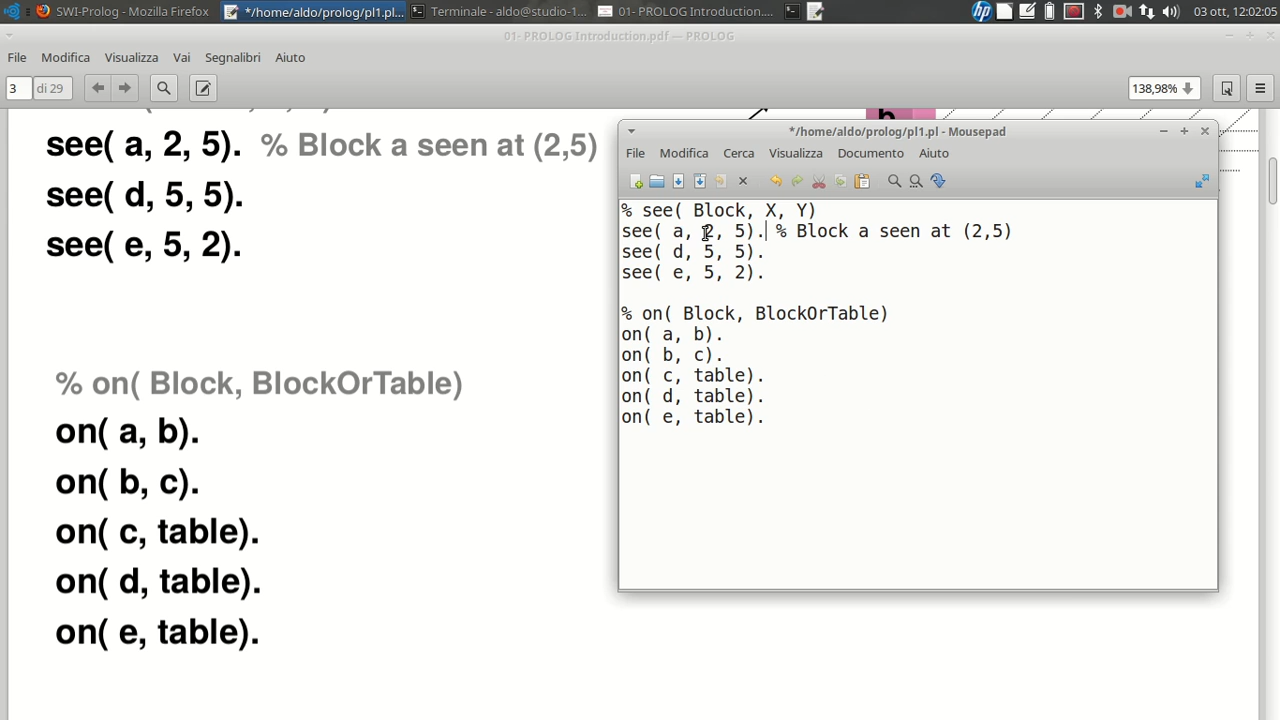 SWI-Prolog - Mozilla Firefox
*/home/aldo/prolog/pl1.pl...
Terminale - aldo@studio-1...
01- PROLOG Introduction....
03 ott, 12:02:05
01- PROLOG Introduction.pdf — PROLOG
File Modifica Visualizza Vai Segnalibri Aiuto
3 di 29
138,98%
see( a, 2, 5). % Block a seen at (2,5)
see( d, 5, 5).
see( e, 5, 2).
% on( Block, BlockOrTable)
on( a, b).
on( b, c).
on( c, table).
on( d, table).
on( e, table).
b
*/home/aldo/prolog/pl1.pl - Mousepad
File Modifica Cerca Visualizza Documento Aiuto
% see( Block, X, Y)
see( a, 2, 5). % Block a seen at (2,5)
see( d, 5, 5).
see( e, 5, 2).
% on( Block, BlockOrTable)
on( a, b).
on( b, c).
on( c, table).
on( d, table).
on( e, table).